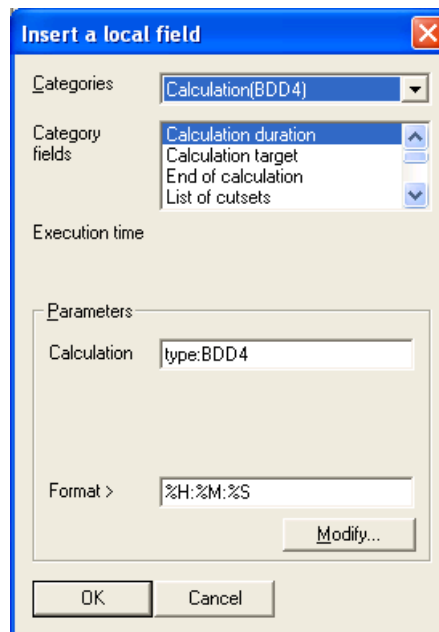 Insert a local field
Categories
Calculation(BDD4)
Category
fields
Calculation duration
Calculation target
End of calculation
List of cutsets
Execution time
Parameters
Calculation
type:BDD4
Format >
%H:%M:%S
Modify...
OK
Cancel